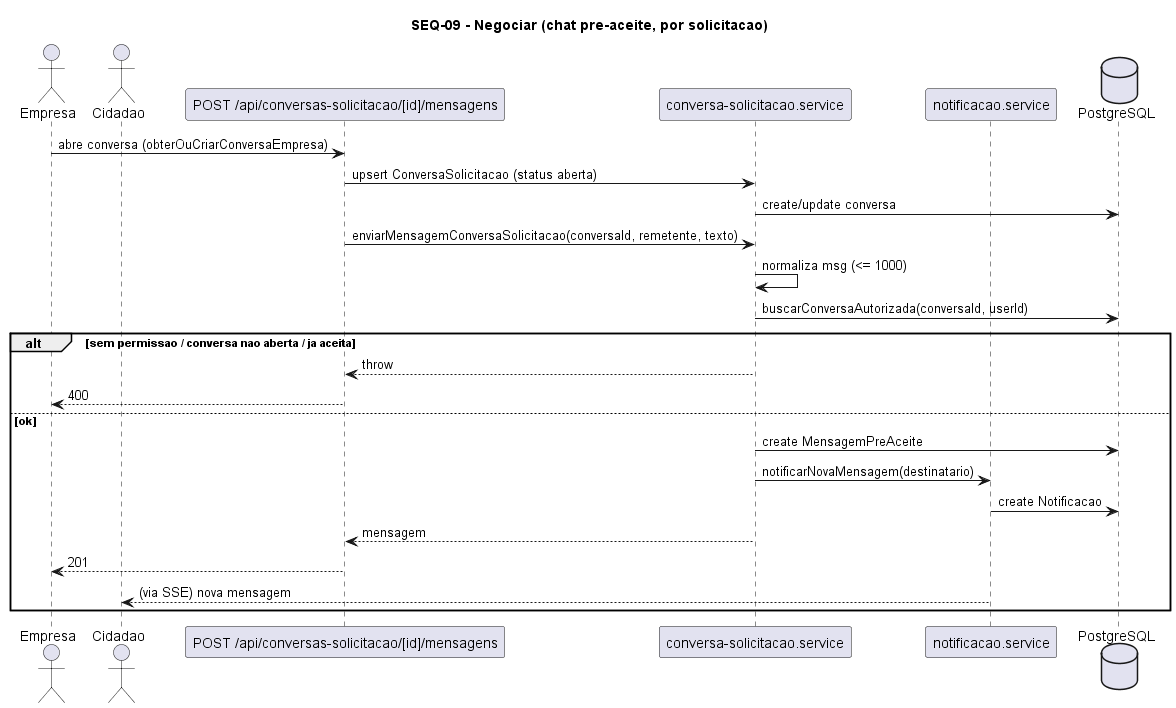 SEQ-09 - Negociar (chat pre-aceite, por solicitacao)
Empresa
Cidadao
POST /api/conversas-solicitacao/[id]/mensagens
conversa-solicitacao.service
notificacao.service
PostgreSQL
abre conversa (obterOuCriarConversaEmpresa)
upsert ConversaSolicitacao (status aberta)
create/update conversa
enviarMensagemConversaSolicitacao(conversaId, remetente, texto)
normaliza msg (<= 1000)
buscarConversaAutorizada(conversaId, userId)
alt
[sem permissao / conversa nao aberta / ja aceita]
throw
400
[ok]
create MensagemPreAceite
notificarNovaMensagem(destinatario)
create Notificacao
mensagem
201
(via SSE) nova mensagem
Empresa
Cidadao
POST /api/conversas-solicitacao/[id]/mensagens
conversa-solicitacao.service
notificacao.service
PostgreSQL